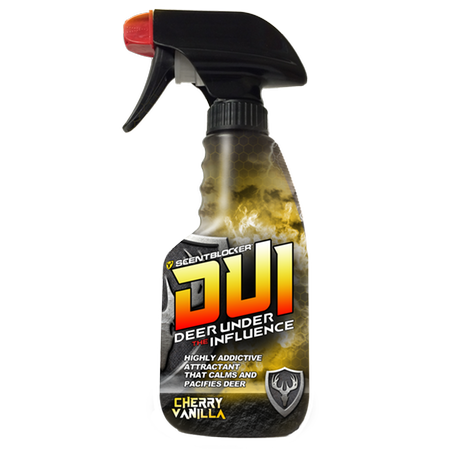 SCENTBLOCKER
DUI
DEER UNDER
THE INFLUENCE
HIGHLY ADDICTIVE
ATTRACTANT
THAT CALMS AND
PACIFIES DEER
CHERRY
VANILLA